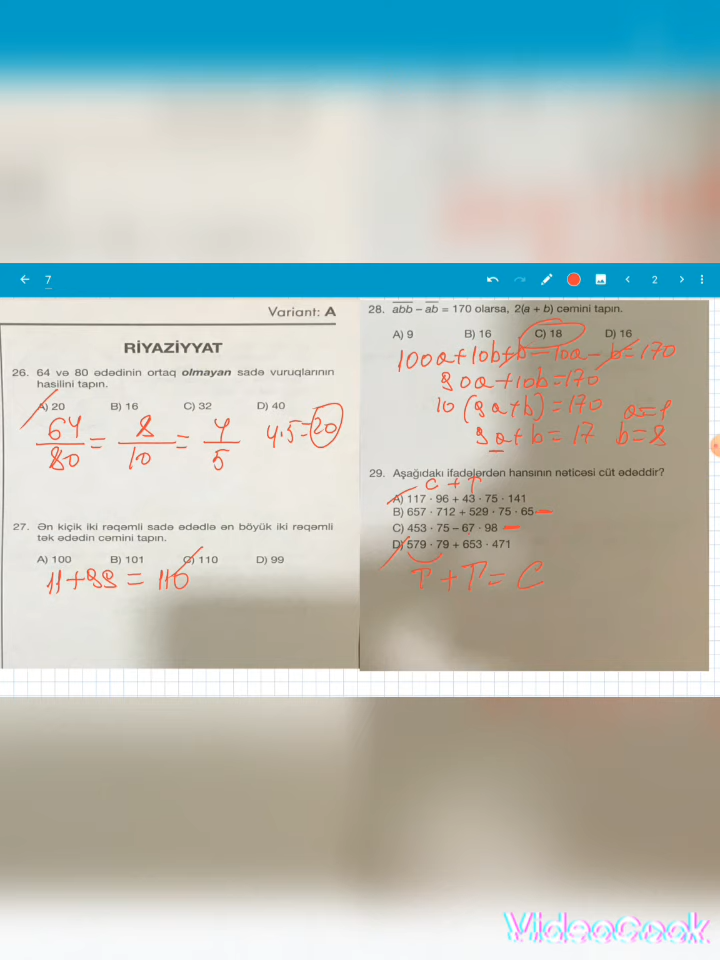 7
2
Variant: A
RİYAZİYYAT
26. 64 və 80 ədədinin ortaq olmayan sadə vuruqlarının
hasilini tapın.
A) 20 B) 16 C) 32 D) 40
64/80 = 8/10 = 4/5 4·5=20
27. Ən kiçik iki rəqəmli sadə ədədlə ən böyük iki rəqəmli
tək ədədin cəmini tapın.
A) 100 B) 101 C) 110 D) 99
11+99 = 110
28. abb – ab = 170 olarsa, 2(a + b) cəmini tapın.
A) 9 B) 16 C) 18 D) 16
100a+10b+b-10a-b=170
90a+10b=170
10(9a+b)=170 a=1
9a+b=17 b=8
29. Aşağıdakı ifadələrdən hansının nəticəsi cüt ədəddir?
C + T
A) 117 · 96 + 43 · 75 · 141
B) 657 · 712 + 529 · 75 · 65
C) 453 · 75 – 67 · 98
D) 579 · 79 + 653 · 471
T + T = C
VideoCook